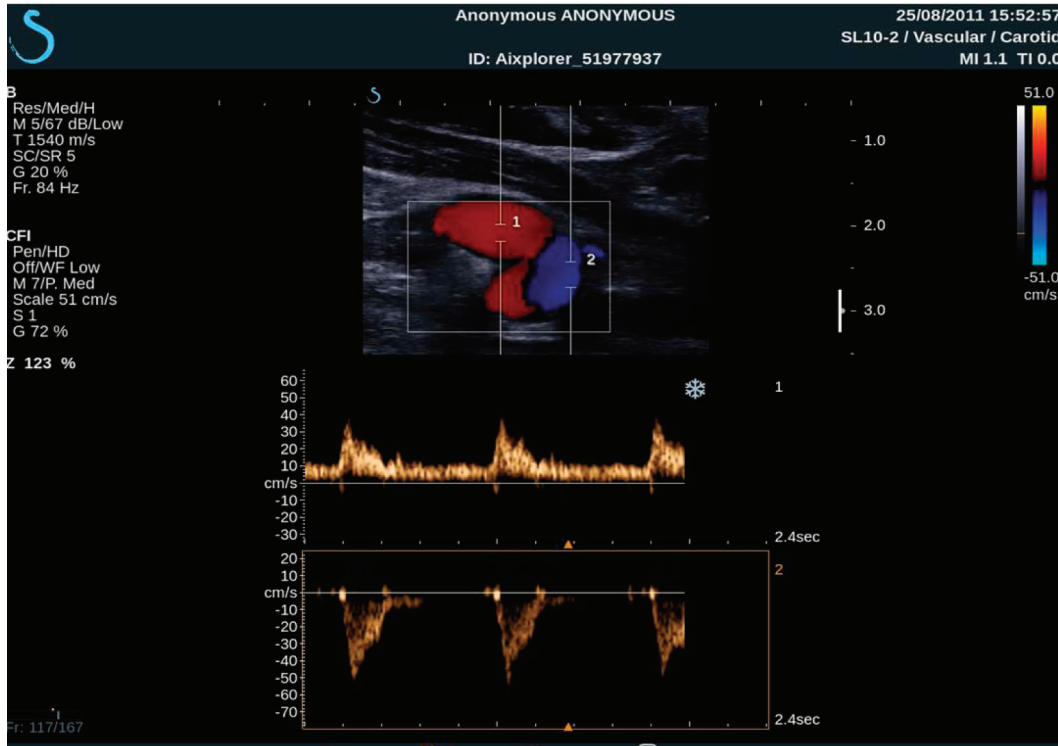 Anonymous ANONYMOUS
25/08/2011 15:52:57
SL10-2 / Vascular / Carotid
ID: Aixplorer_51977937
MI 1.1 TI 0.0
B
Res/Med/H
M 5/67 dB/Low
T 1540 m/s
SC/SR 5
G 20 %
Fr. 84 Hz
CFI
Pen/HD
Off/WF Low
M 7/P. Med
Scale 51 cm/s
S 1
G 72 %
Z 123 %
1
2
1.0
2.0
3.0
51.0
-51.0
cm/s
60
50
40
30
20
10
cm/s
-10
-20
-30
1
2.4sec
20
10
cm/s
-10
-20
-30
-40
-50
-60
-70
2
2.4sec
Fr: 117/167